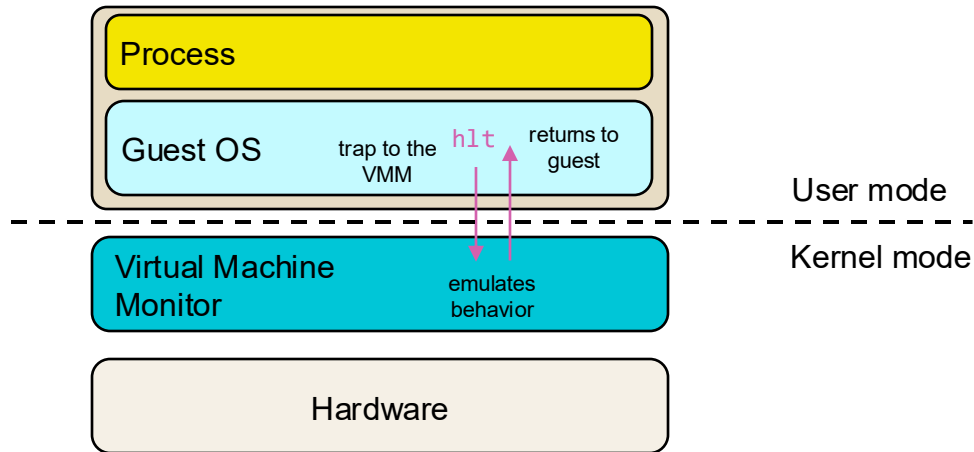 Process
Guest OS
trap to the
VMM
hlt
returns to
guest
User mode
Kernel mode
Virtual Machine
Monitor
emulates
behavior
Hardware